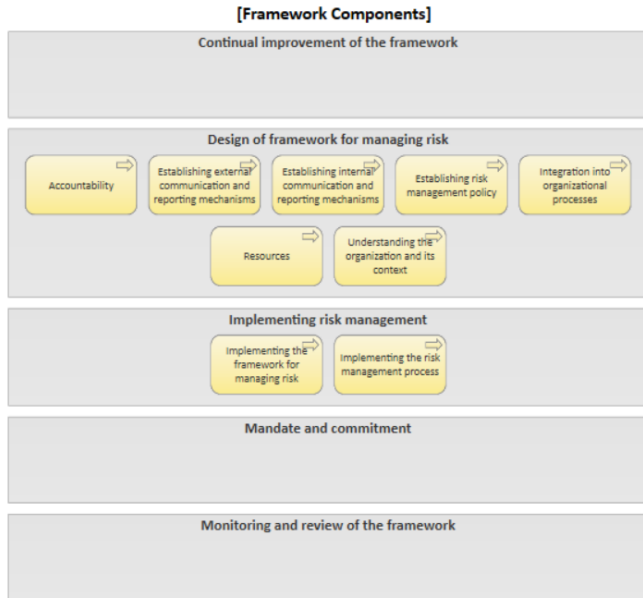 [Framework Components]
Continual improvement of the framework
Design of framework for managing risk
Accountability
Establishing external
communication and
reporting mechanisms
Establishing internal
communication and
reporting mechanisms
Establishing risk
management policy
Integration into
organizational
processes
Resources
Understanding the
organization and its
context
Implementing risk management
Implementing the
framework for
managing risk
Implementing the risk
management process
Mandate and commitment
Monitoring and review of the framework